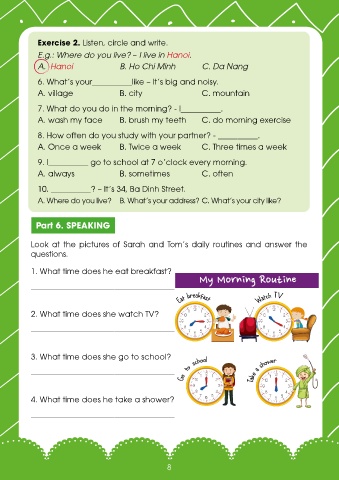 Exercise 2. Listen, circle and write.
E.g.: Where do you live? – I live in Hanoi.
A. Hanoi B. Ho Chi Minh C. Da Nang
6. What's your__________like – It's big and noisy.
A. village B. city C. mountain
7. What do you do in the morning? - I__________.
A. wash my face B. brush my teeth C. do morning exercise
8. How often do you study with your partner? - __________.
A. Once a week B. Twice a week C. Three times a week
9. I__________ go to school at 7 o'clock every morning.
A. always B. sometimes C. often
10. __________? – It's 34, Ba Dinh Street.
A. Where do you live? B. What's your address? C. What's your city like?
Part 6. SPEAKING
Look at the pictures of Sarah and Tom's daily routines and answer the
questions.
1. What time does he eat breakfast?
My Morning Routine
Eat breakfast
Watch TV
2. What time does she watch TV?
3. What time does she go to school?
Go to school
Take a shower
4. What time does he take a shower?
8